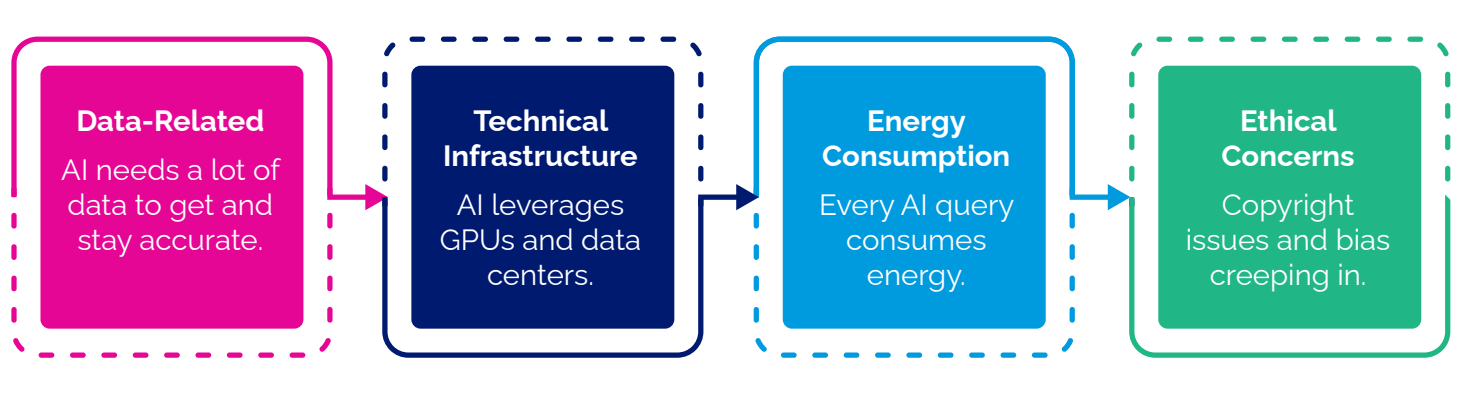 Data-Related
AI needs a lot of
data to get and
stay accurate.
Technical
Infrastructure
AI leverages
GPUs and data
centers.
Energy
Consumption
Every AI query
consumes
energy.
Ethical
Concerns
Copyright
issues and bias
creeping in.